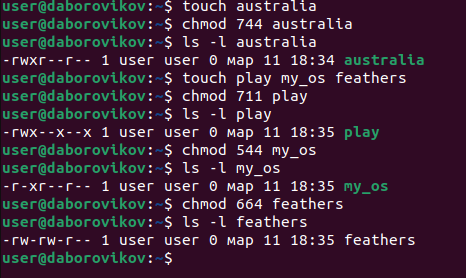 user@daborovikov:~$ touch australia
user@daborovikov:~$ chmod 744 australia
user@daborovikov:~$ ls -l australia
-rwxr--r-- 1 user user 0 мар 11 18:34 australia
user@daborovikov:~$ touch play my_os feathers
user@daborovikov:~$ chmod 711 play
user@daborovikov:~$ ls -l play
-rwx--x--x 1 user user 0 мар 11 18:35 play
user@daborovikov:~$ chmod 544 my_os
user@daborovikov:~$ ls -l my_os
-r-xr--r-- 1 user user 0 мар 11 18:35 my_os
user@daborovikov:~$ chmod 664 feathers
user@daborovikov:~$ ls -l feathers
-rw-rw-r-- 1 user user 0 мар 11 18:35 feathers
user@daborovikov:~$